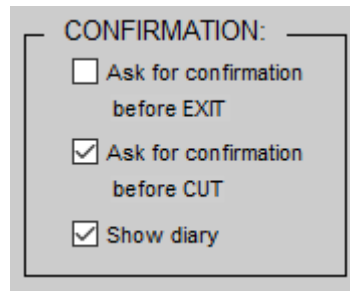 CONFIRMATION:
Ask for confirmation
before EXIT
Ask for confirmation
before CUT
Show diary